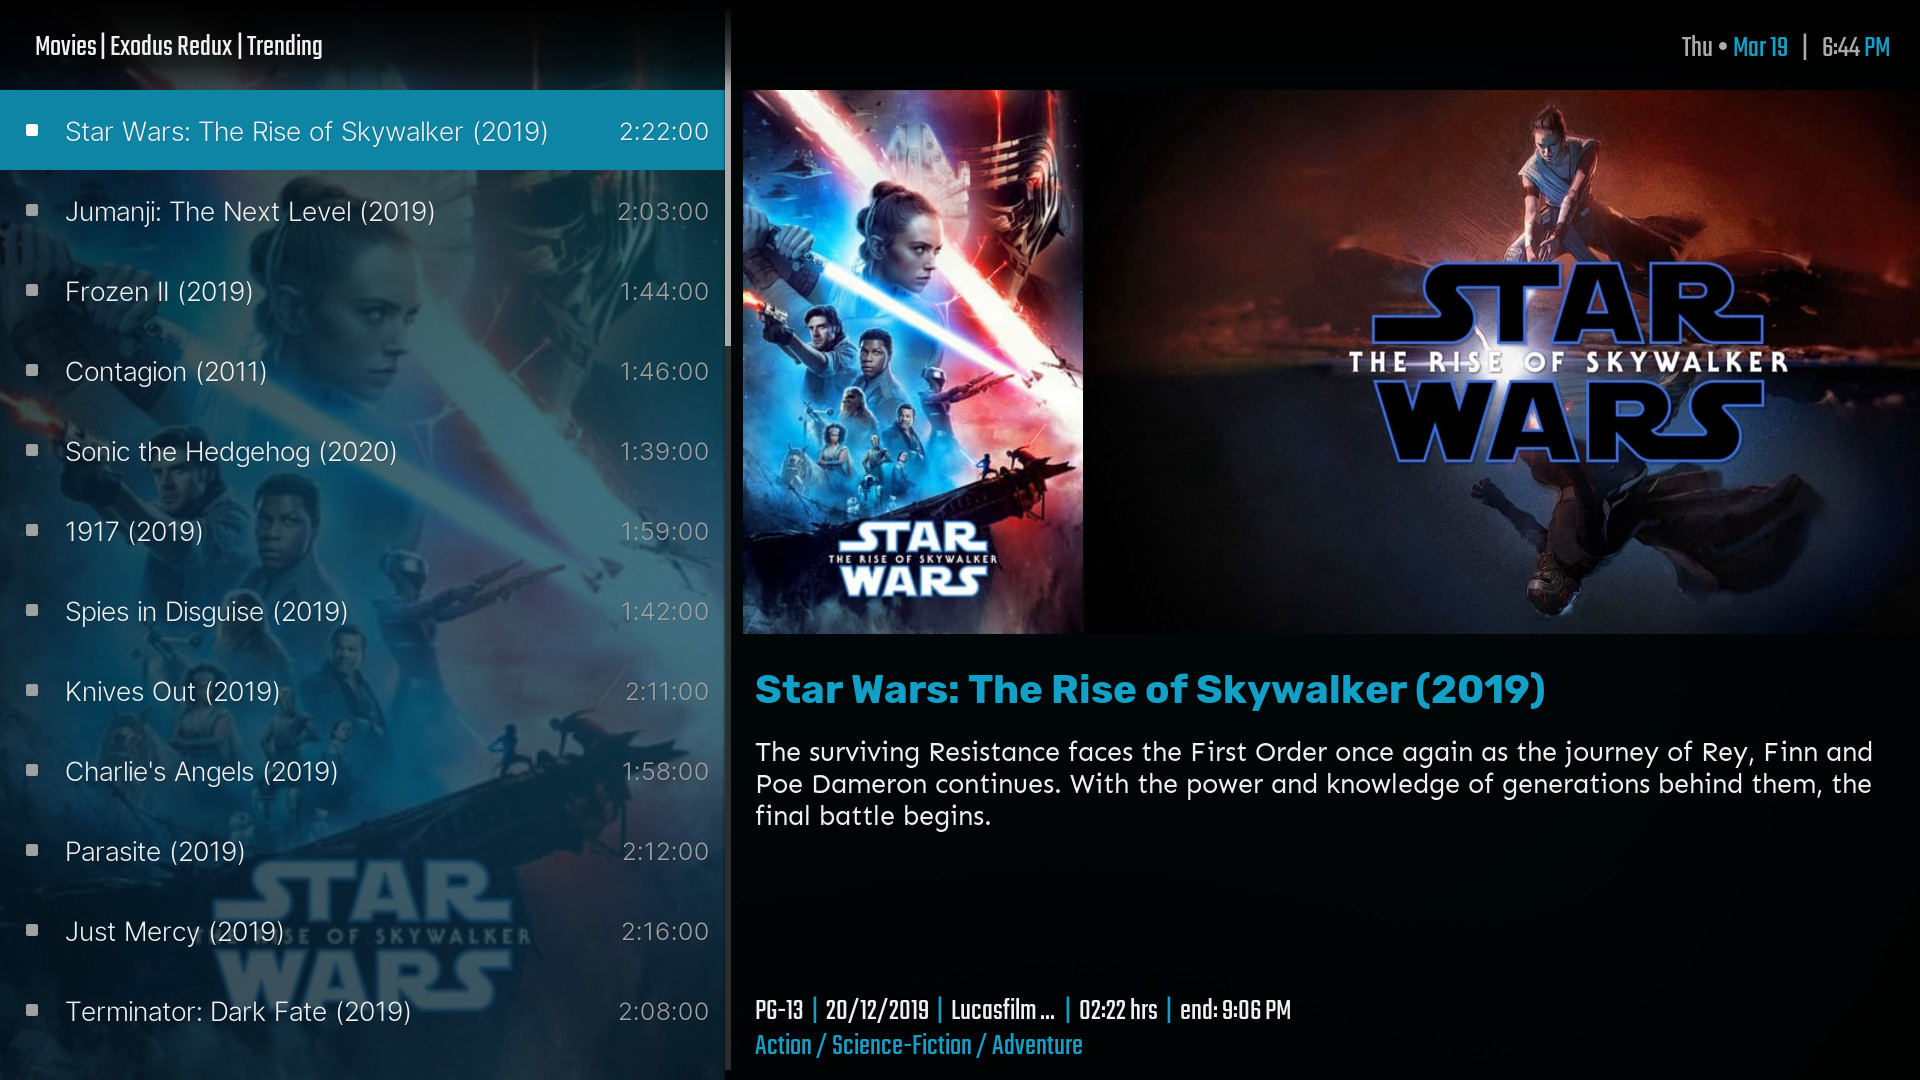 Movies | Exodus Redux | Trending
Thu • Mar 19 | 6:44 PM
Star Wars: The Rise of Skywalker (2019) 2:22:00
Jumanji: The Next Level (2019) 2:03:00
Frozen II (2019) 1:44:00
Contagion (2011) 1:46:00
Sonic the Hedgehog (2020) 1:39:00
1917 (2019) 1:59:00
Spies in Disguise (2019) 1:42:00
Knives Out (2019) 2:11:00
Charlie's Angels (2019) 1:58:00
Parasite (2019) 2:12:00
Just Mercy (2019) 2:16:00
Terminator: Dark Fate (2019) 2:08:00
STAR
THE RISE OF SKYWALKER
WARS
STAR
THE RISE OF SKYWALKER
WARS
STAR
THE RISE OF SKYWALKER
WARS
Star Wars: The Rise of Skywalker (2019)
The surviving Resistance faces the First Order once again as the journey of Rey, Finn and
Poe Dameron continues. With the power and knowledge of generations behind them, the
final battle begins.
PG-13 | 20/12/2019 | Lucasfilm ... | 02:22 hrs | end: 9:06 PM
Action / Science-Fiction / Adventure